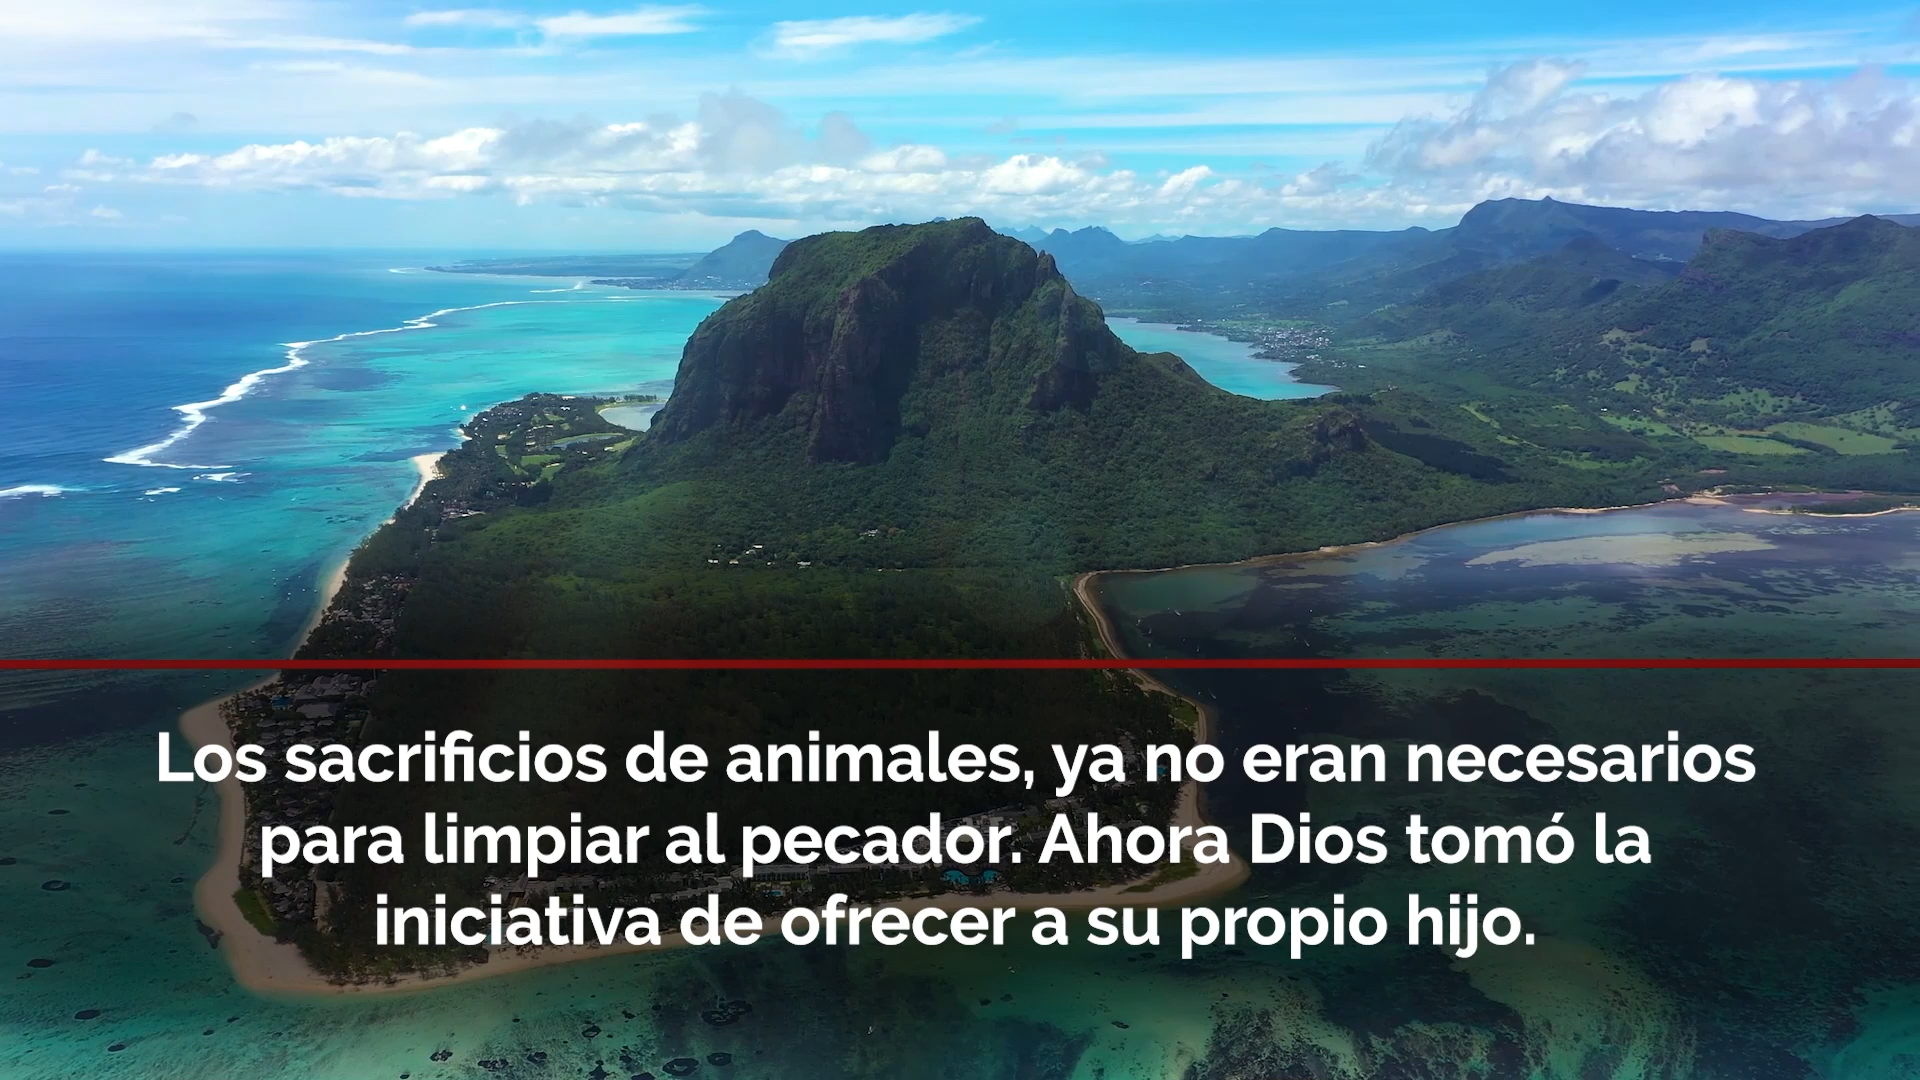 Los sacrificios de animales, ya no eran necesarios
para limpiar al pecador. Ahora Dios tomó la
iniciativa de ofrecer a su propio hijo.